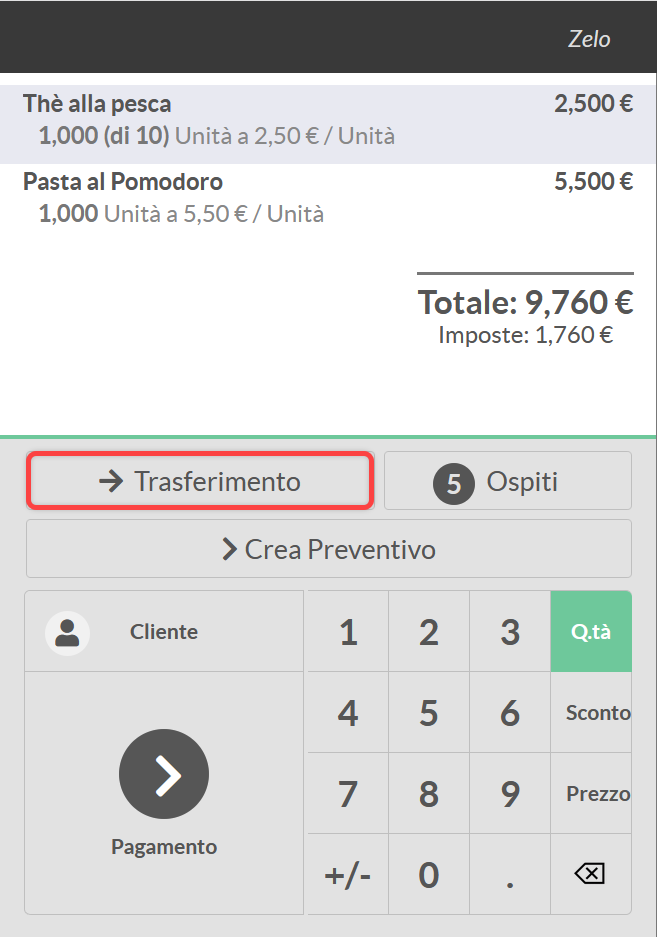 Zelo
Thè alla pesca 2,500 €
1,000 (di 10) Unità a 2,50 € / Unità
Pasta al Pomodoro 5,500 €
1,000 Unità a 5,50 € / Unità
Totale: 9,760 €
Imposte: 1,760 €
Trasferimento 5 Ospiti
Crea Preventivo
Cliente 1 2 3 Q.tà
4 5 6 Sconto
7 8 9 Prezzo
Pagamento
+/- 0 .